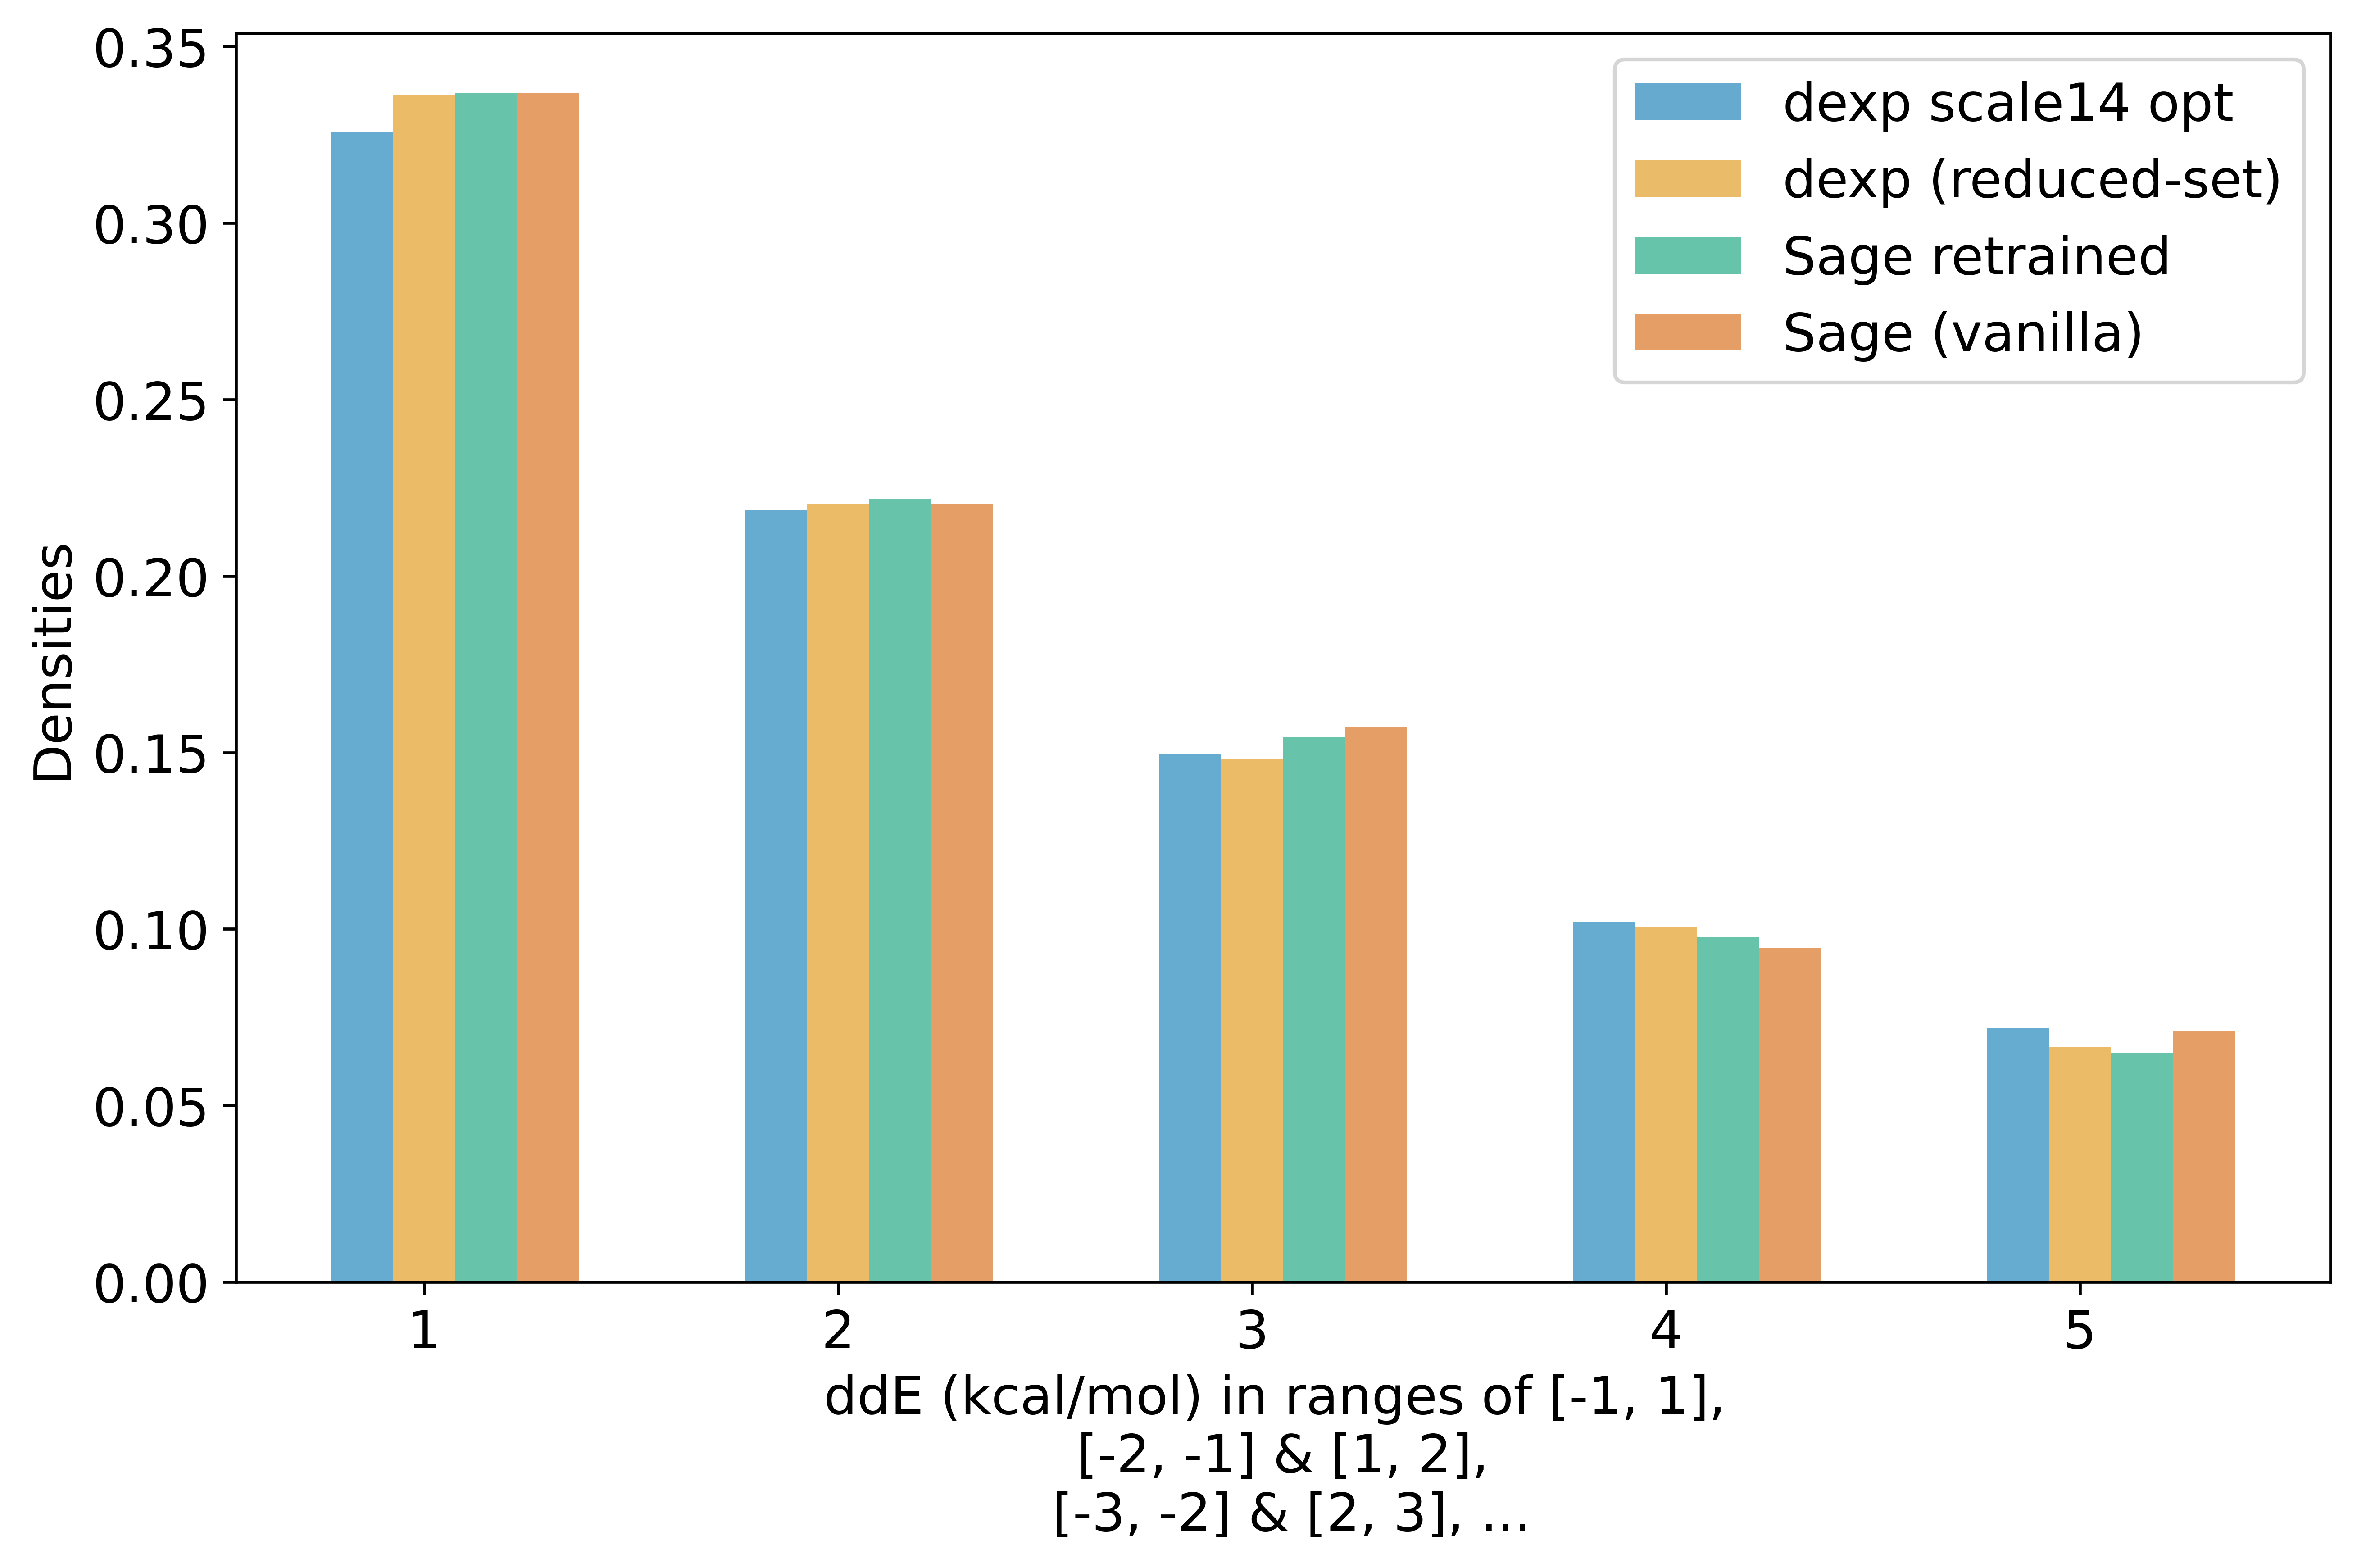 0.35
0.30
0.25
0.20
0.15
0.10
0.05
0.00
Densities
dexp scale14 opt
dexp (reduced-set)
Sage retrained
Sage (vanilla)
1 2 3 4 5
ddE (kcal/mol) in ranges of [-1, 1],
[-2, -1] & [1, 2],
[-3, -2] & [2, 3], ...